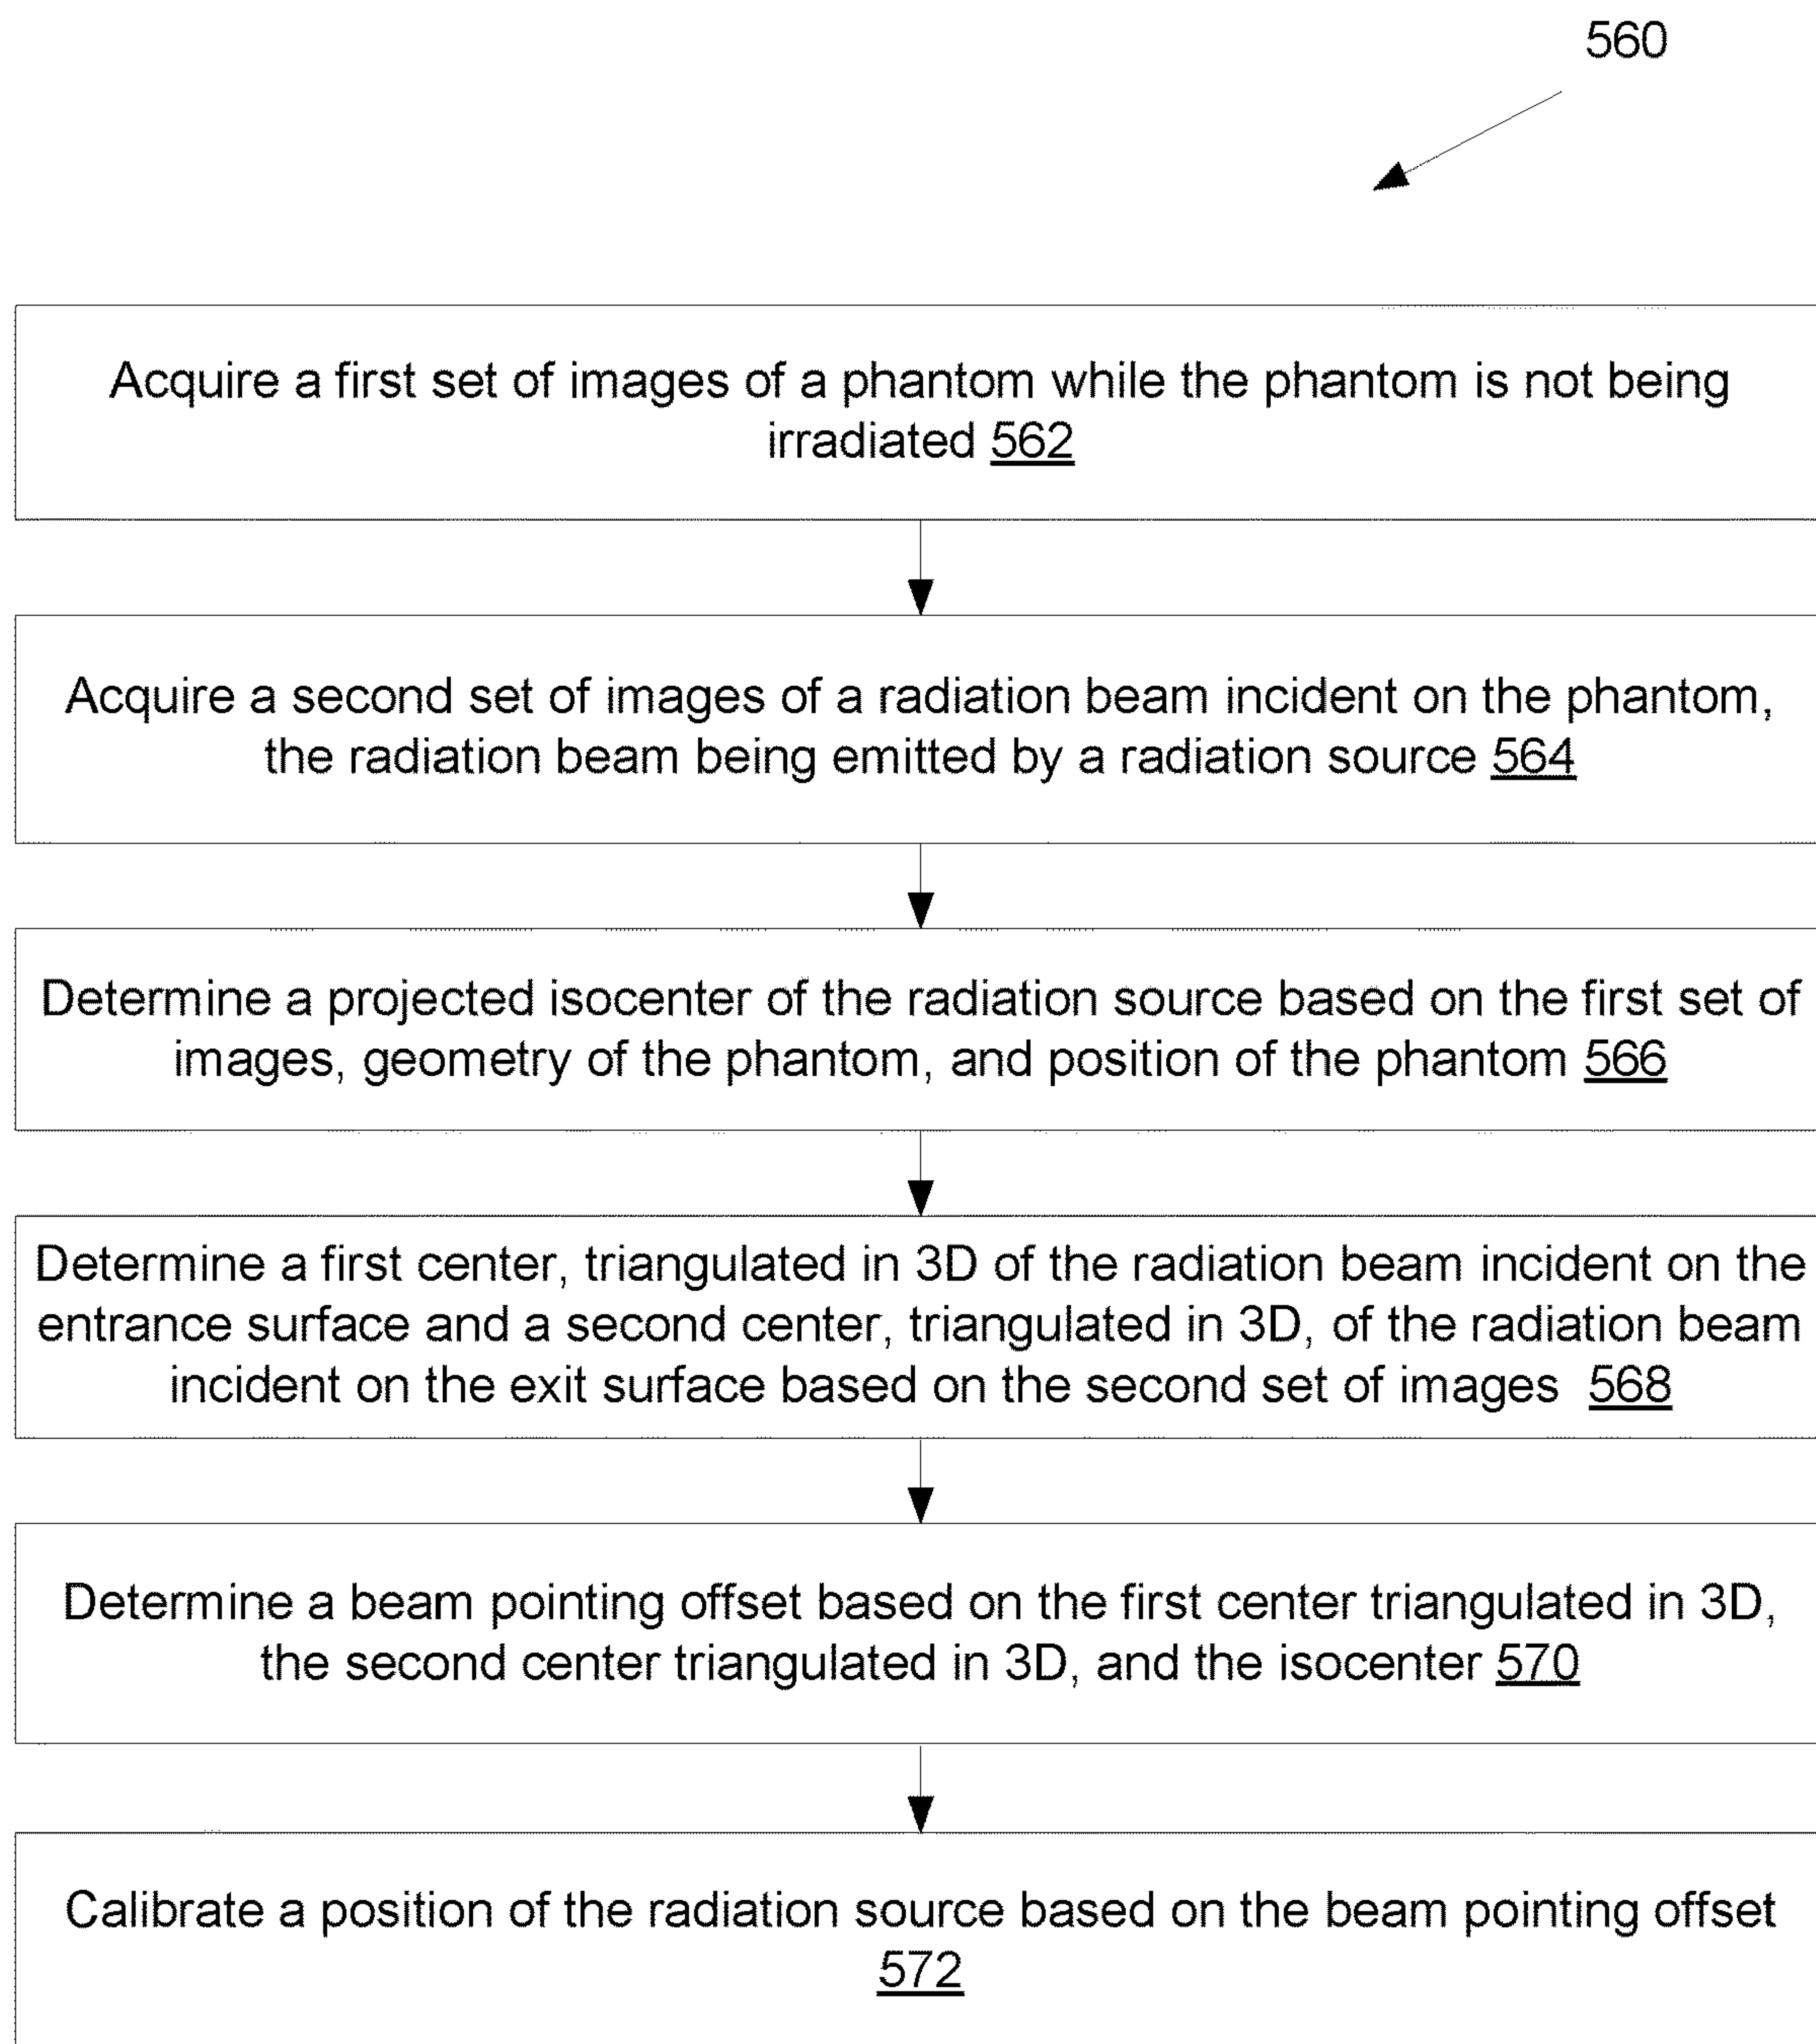 560
Acquire a first set of images of a phantom while the phantom is not being
irradiated 562
Acquire a second set of images of a radiation beam incident on the phantom,
the radiation beam being emitted by a radiation source 564
Determine a projected isocenter of the radiation source based on the first set of
images, geometry of the phantom, and position of the phantom 566
Determine a first center, triangulated in 3D of the radiation beam incident on the
entrance surface and a second center, triangulated in 3D, of the radiation beam
incident on the exit surface based on the second set of images 568
Determine a beam pointing offset based on the first center triangulated in 3D,
the second center triangulated in 3D, and the isocenter 570
Calibrate a position of the radiation source based on the beam pointing offset
572